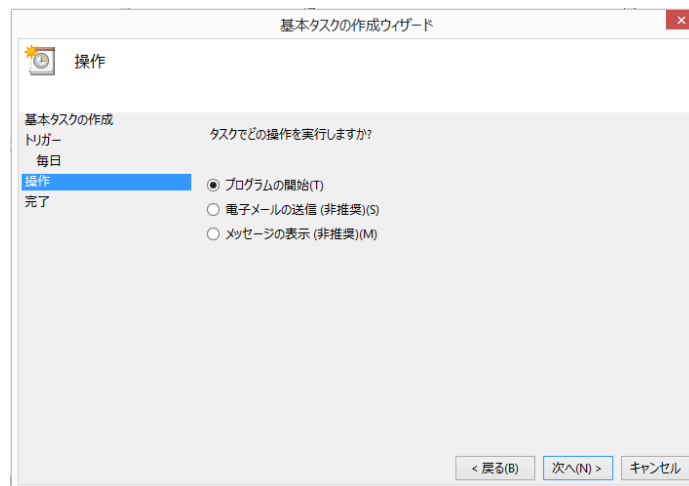 基本タスクの作成ウィザード
操作
基本タスクの作成
トリガー
毎日
操作
完了
タスクでどの操作を実行しますか?
プログラムの開始(T)
電子メールの送信 (非推奨)(S)
メッセージの表示 (非推奨)(M)
< 戻る(B)
次へ(N) >
キャンセル